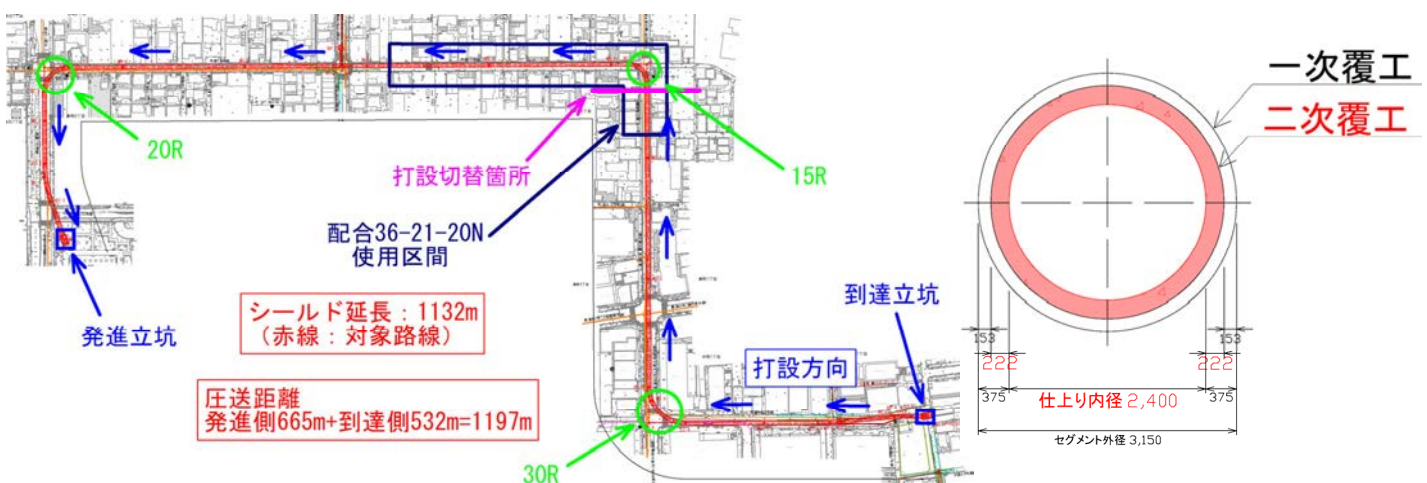 20R
打設切替箇所
15R
配合36-21-20N
使用区間
発進立坑
シールド延長：1132m
（赤線：対象路線）
圧送距離
発進側665m+到達側532m=1197m
打設方向
到達立坑
30R
一次覆工
二次覆工
153
153
222
222
375
仕上り内径 2,400
375
セグメント外径 3,150